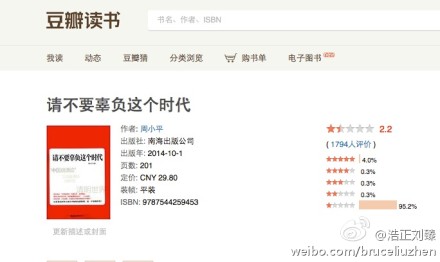 豆瓣读书
书名、作者、ISBN
我读 动态 豆瓣猜 分类浏览 购书单 电子图书
请不要辜负这个时代
请不要辜负这个时代
作者: 周小平
出版社: 南海出版公司
出版年: 2014-10-1
页数: 201
定价: CNY 29.80
装帧: 平装
ISBN: 9787544259453
更新描述或封面
2.2
( 1794人评价 )
4.0%
0.3%
0.3%
0.3%
95.2%
@浩正刘臻
weibo.com/bruceliuzhen